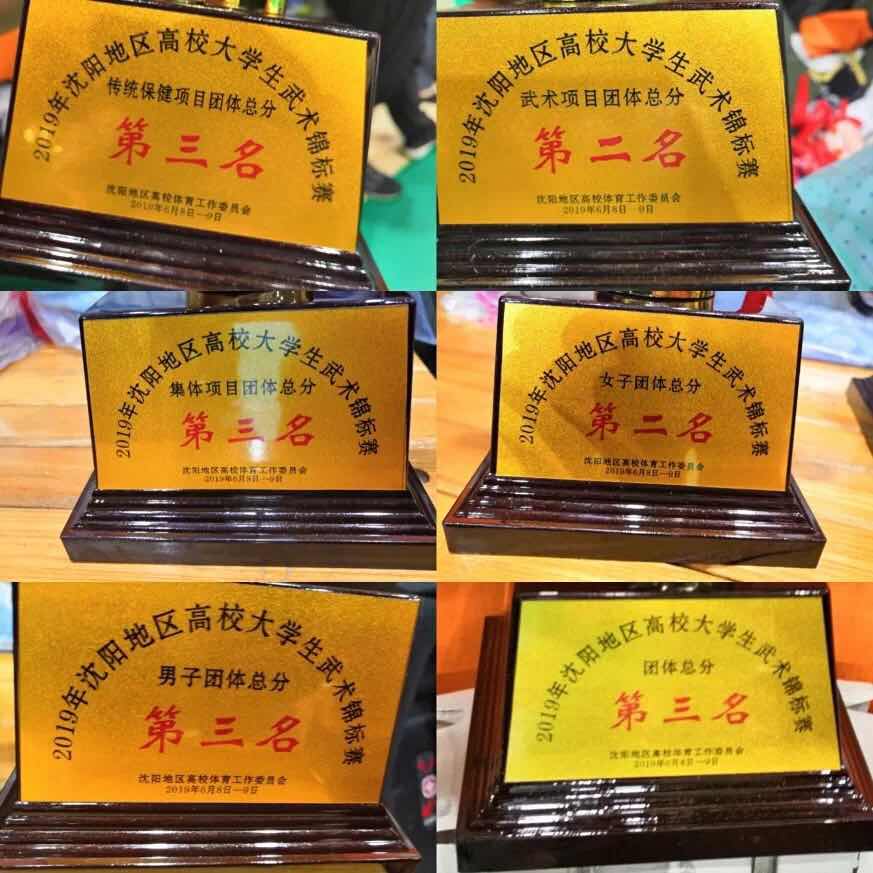 2019年沈阳地区高校大学生武术锦标赛
传统保健项目团体总分
第三名
沈阳地区高校体育工作委员会
2019年6月8日—9日
2019年沈阳地区高校大学生武术锦标赛
武术项目团体总分
第二名
沈阳地区高校体育工作委员会
2019年6月8日—9日
2019年沈阳地区高校大学生武术锦标赛
集体项目团体总分
第三名
沈阳地区高校体育工作委员会
2019年6月8日—9日
2019年沈阳地区高校大学生武术锦标赛
女子团体总分
第二名
沈阳地区高校体育工作委员会
2019年6月8日—9日
2019年沈阳地区高校大学生武术锦标赛
男子团体总分
第三名
沈阳地区高校体育工作委员会
2019年6月8日—9日
2019年沈阳地区高校大学生武术锦标赛
团体总分
第三名
沈阳地区高校体育工作委员会
2019年6月8日—9日